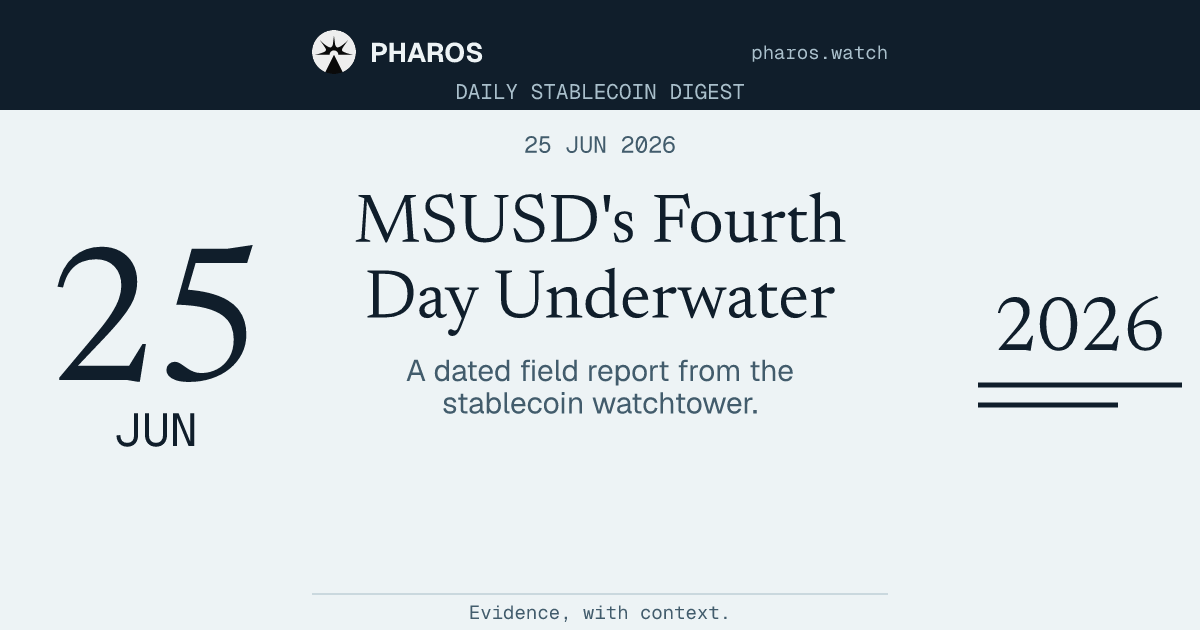 PHAROS
pharos.watch
DAILY STABLECOIN DIGEST
25 JUN 2026
MSUSD's Fourth
Day Underwater
A dated field report from the
stablecoin watchtower.
25
JUN
2026
Evidence, with context.